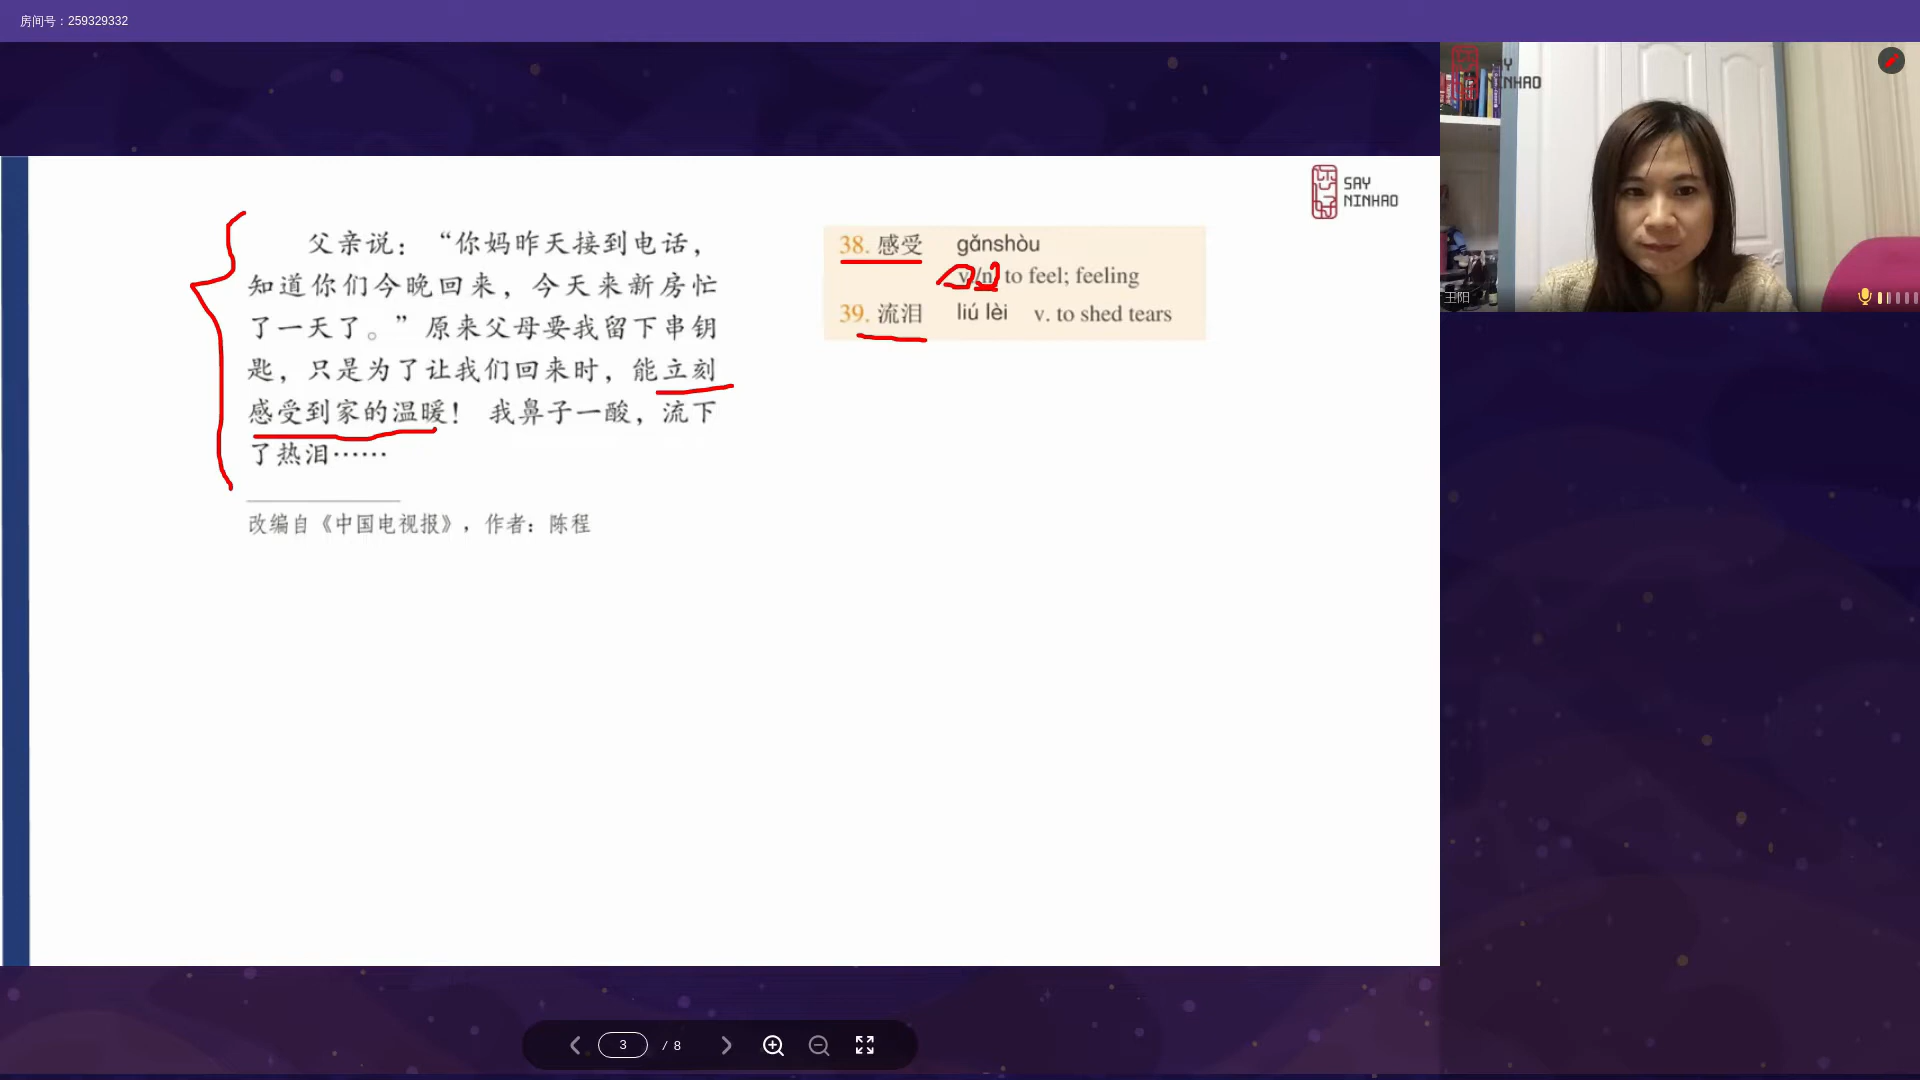 房间号：259329332
SAY
NINHAO
父亲说：“你妈昨天接到电话，
知道你们今晚回来，今天来新房忙
了一天了。”原来父母要我留下串钥
匙，只是为了让我们回来时，能立刻
感受到家的温暖！ 我鼻子一酸，流下
了热泪……
改编自《中国电视报》，作者：陈程
38. 感受 gǎnshòu
v./n. to feel; feeling
39. 流泪 liú lèi v. to shed tears
NINHAO
王阳
3 / 8